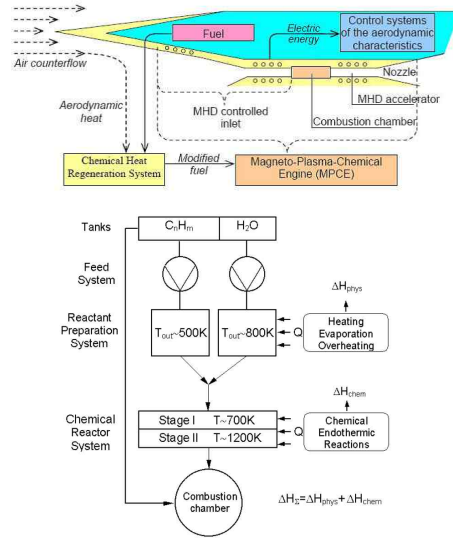 Fuel
Electric
energy
Control systems
of the aerodynamic
characteristics
Air counterflow
Nozzle
Aerodynamic
heat
MHD controlled
inlet
MHD accelerator
Combustion chamber
Chemical Heat
Regeneration System
Modified
fuel
Magneto-Plasma-Chemical
Engine (MPCE)
Tanks
CnHm
H2O
Feed
System
Reactant
Preparation
System
Tout~500K
Tout~800K
Q
ΔHphys
Heating
Evaporation
Overheating
Chemical
Reactor
System
Stage I T~700K
Stage II T~1200K
Q
ΔHchem
Chemical
Endothermic
Reactions
Combustion
chamber
ΔHΣ=ΔHphys+ΔHchem